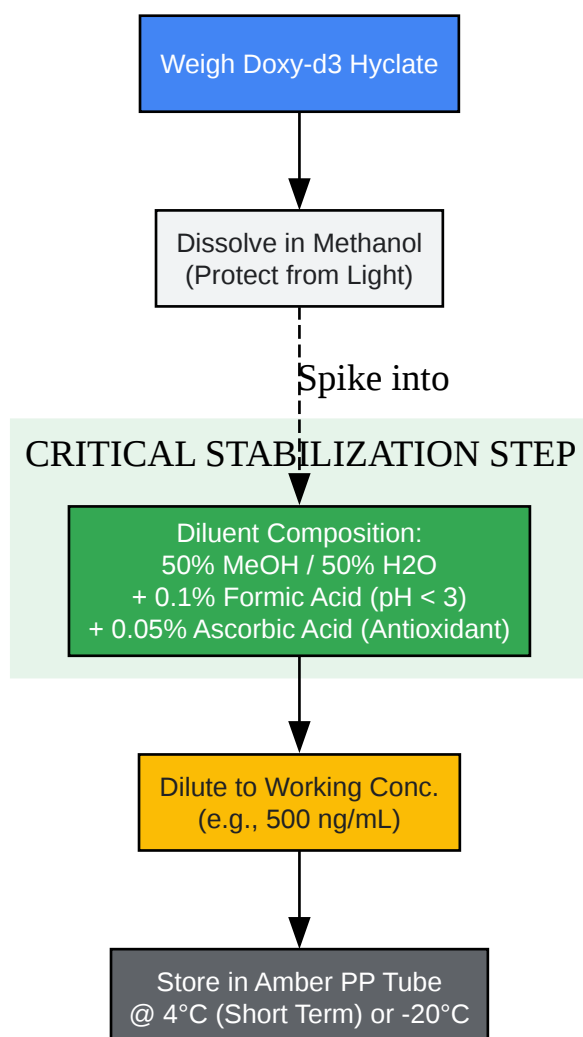 Weigh Doxy-d3 Hyclate
Dissolve in Methanol
(Protect from Light)
Spike into
CRITICAL STABILIZATION STEP
Diluent Composition:
50% MeOH / 50% H2O
+ 0.1% Formic Acid (pH < 3)
+ 0.05% Ascorbic Acid (Antioxidant)
Dilute to Working Conc.
(e.g., 500 ng/mL)
Store in Amber PP Tube
@ 4°C (Short Term) or -20°C